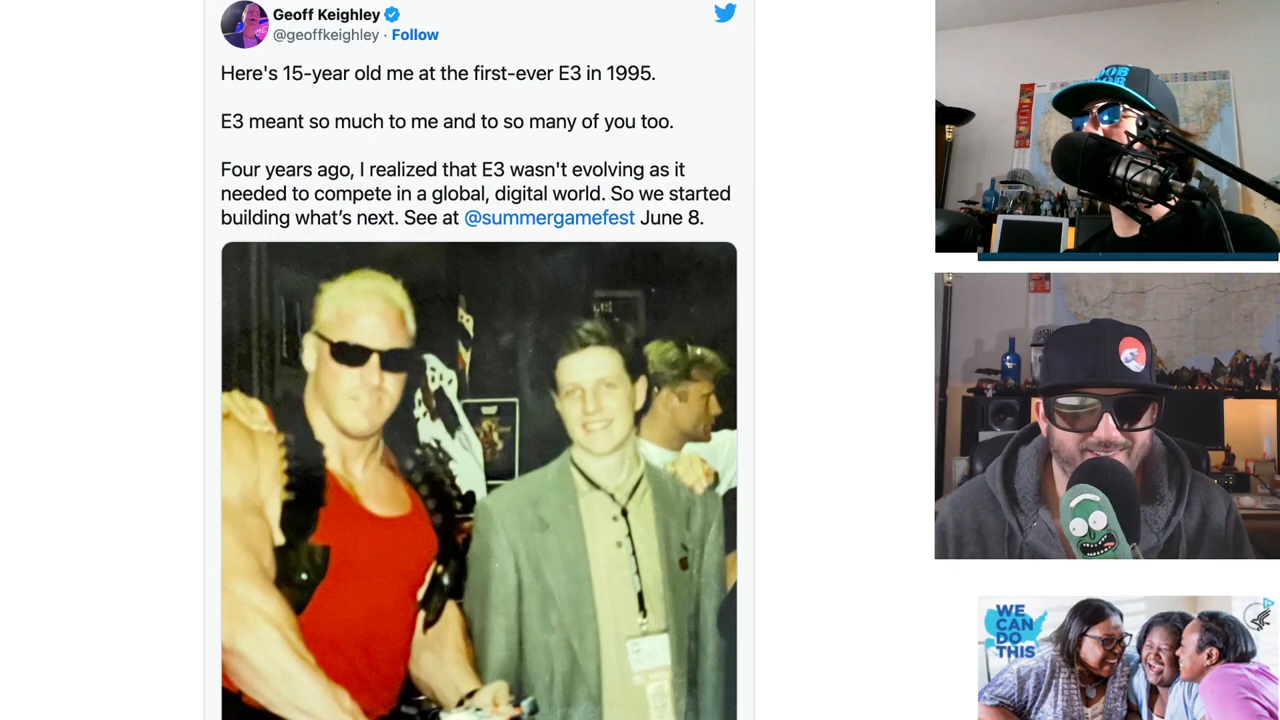 Geoff Keighley
@geoffkeighley · Follow
Here's 15-year old me at the first-ever E3 in 1995.
E3 meant so much to me and to so many of you too.
Four years ago, I realized that E3 wasn't evolving as it
needed to compete in a global, digital world. So we started
building what's next. See at @summergamefest June 8.
WE
CAN
DO
THIS